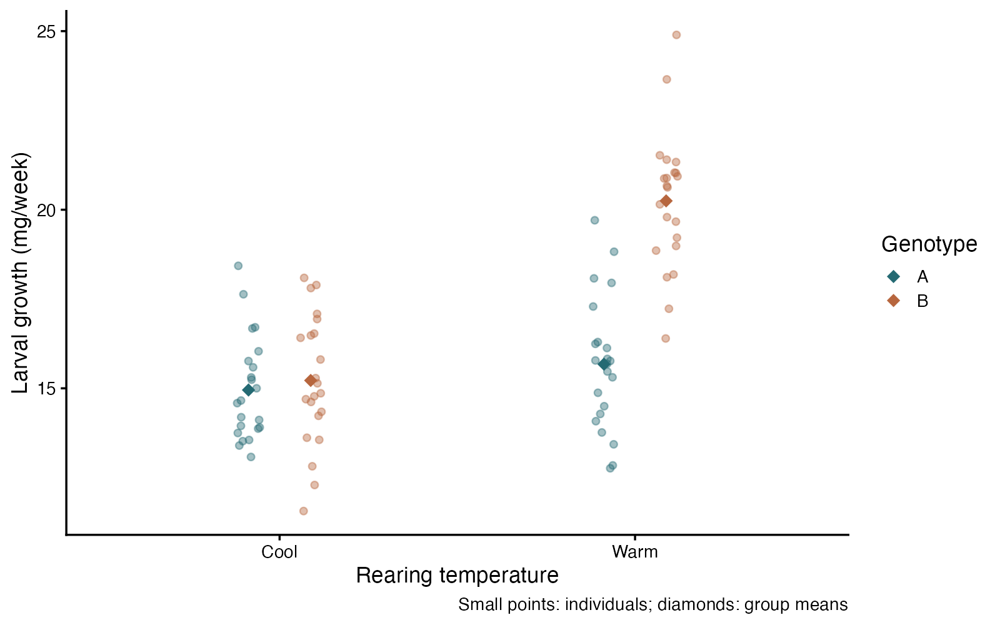 Larval growth (mg/week)
25
20
15
Cool
Warm
Rearing temperature
Small points: individuals; diamonds: group means
Genotype
A
B